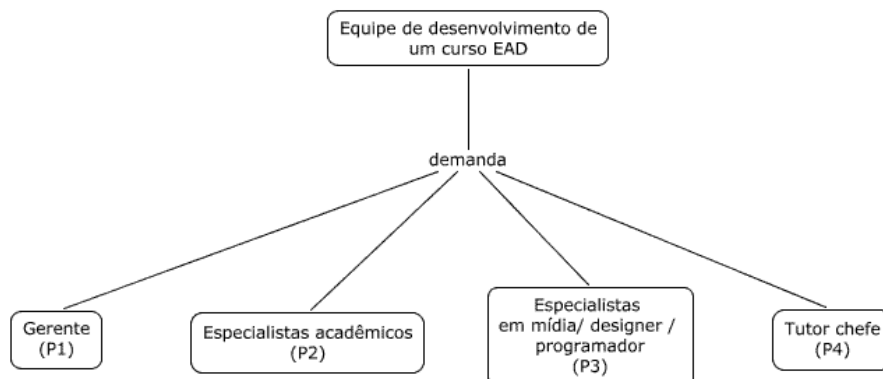 Equipe de desenvolvimento de
um curso EAD
demanda
Gerente
(P1)
Especialistas acadêmicos
(P2)
Especialistas
em mídia/ designer /
programador
(P3)
Tutor chefe
(P4)